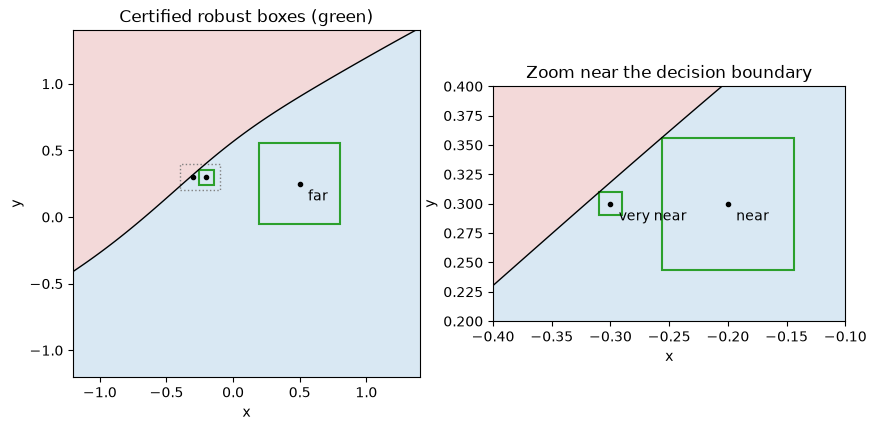 Certified robust boxes (green)
y
1.0
0.5
0.0
−0.5
−1.0
far
−1.0 −0.5 0.0 0.5 1.0
x
Zoom near the decision boundary
y
0.400
0.375
0.350
0.325
0.300
0.275
0.250
0.225
0.200
very near
near
−0.40 −0.35 −0.30 −0.25 −0.20 −0.15 −0.10
x